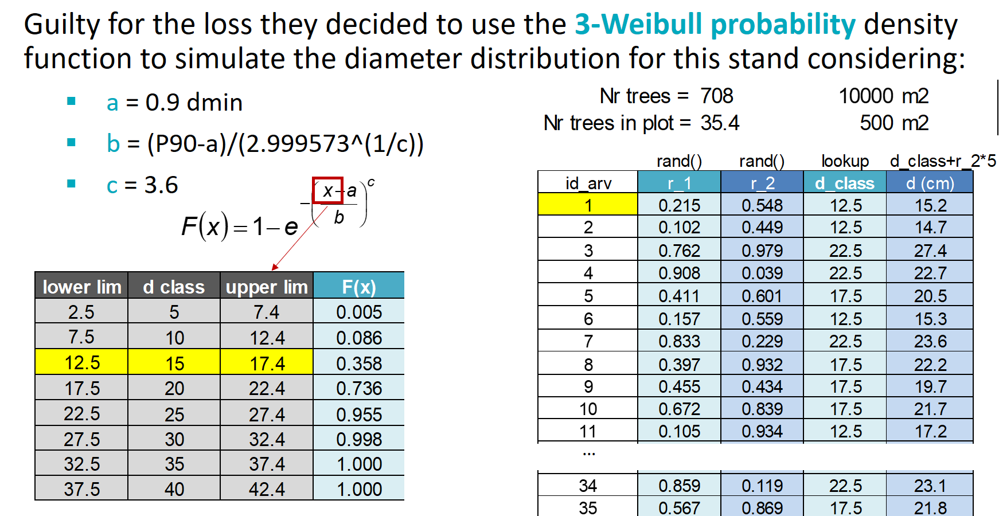 Guilty for the loss they decided to use the 3-Weibull probability density
function to simulate the diameter distribution for this stand considering:
▪ a = 0.9 dmin
▪ b = (P90-a)/(2.999573^(1/c))
▪ c = 3.6
F(x) = 1 − e^−((x − a)/b)^c
lower lim d class upper lim F(x)
2.5 5 7.4 0.005
7.5 10 12.4 0.086
12.5 15 17.4 0.358
17.5 20 22.4 0.736
22.5 25 27.4 0.955
27.5 30 32.4 0.998
32.5 35 37.4 1.000
37.5 40 42.4 1.000
Nr trees = 708 10000 m2
Nr trees in plot = 35.4 500 m2
rand() rand() lookup d_class+r_2*5
id_arv r_1 r_2 d_class d (cm)
1 0.215 0.548 12.5 15.2
2 0.102 0.449 12.5 14.7
3 0.762 0.979 22.5 27.4
4 0.908 0.039 22.5 22.7
5 0.411 0.601 17.5 20.5
6 0.157 0.559 12.5 15.3
7 0.833 0.229 22.5 23.6
8 0.397 0.932 17.5 22.2
9 0.455 0.434 17.5 19.7
10 0.672 0.839 17.5 21.7
11 0.105 0.934 12.5 17.2
...
34 0.859 0.119 22.5 23.1
35 0.567 0.869 17.5 21.8